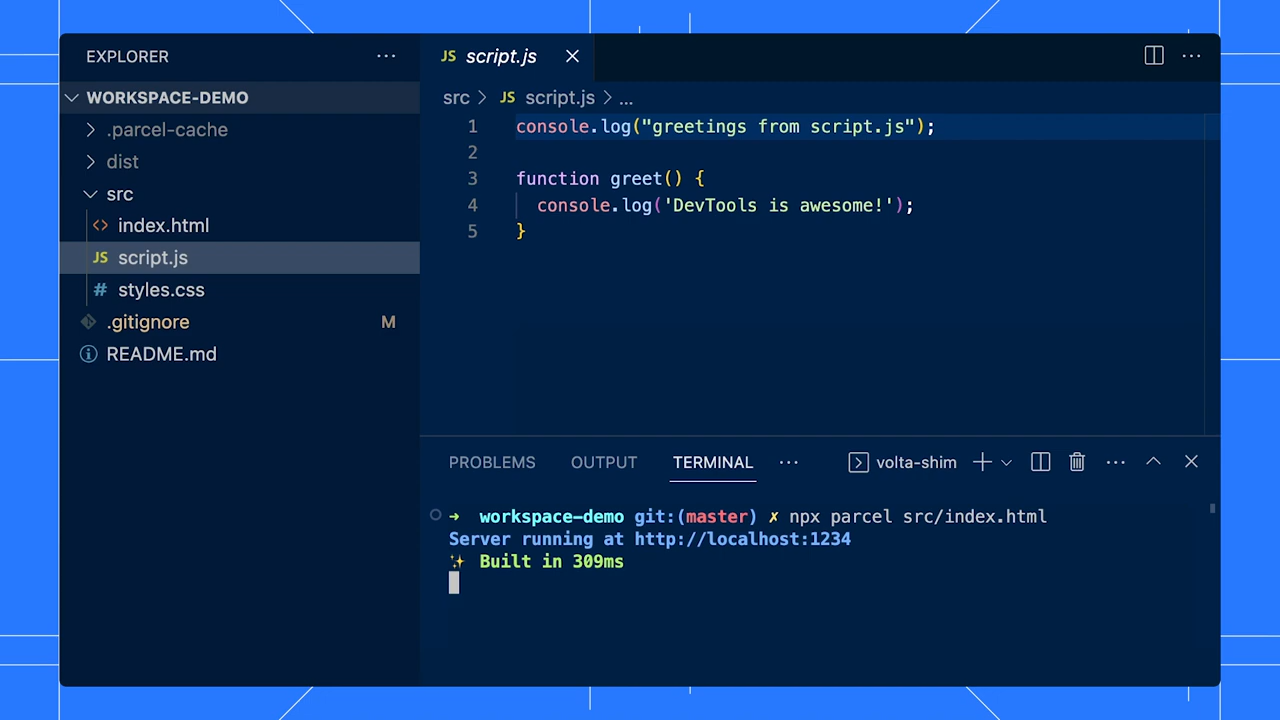 EXPLORER ···
WORKSPACE-DEMO
.parcel-cache
dist
src
<> index.html
JS script.js
# styles.css
.gitignore M
README.md
JS script.js
src > JS script.js > ...
1 console.log("greetings from script.js");
2
3 function greet() {
4 console.log('DevTools is awesome!');
5 }
PROBLEMS OUTPUT TERMINAL ··· volta-shim
➜ workspace-demo git:(master) ✗ npx parcel src/index.html
Server running at http://localhost:1234
✨ Built in 309ms